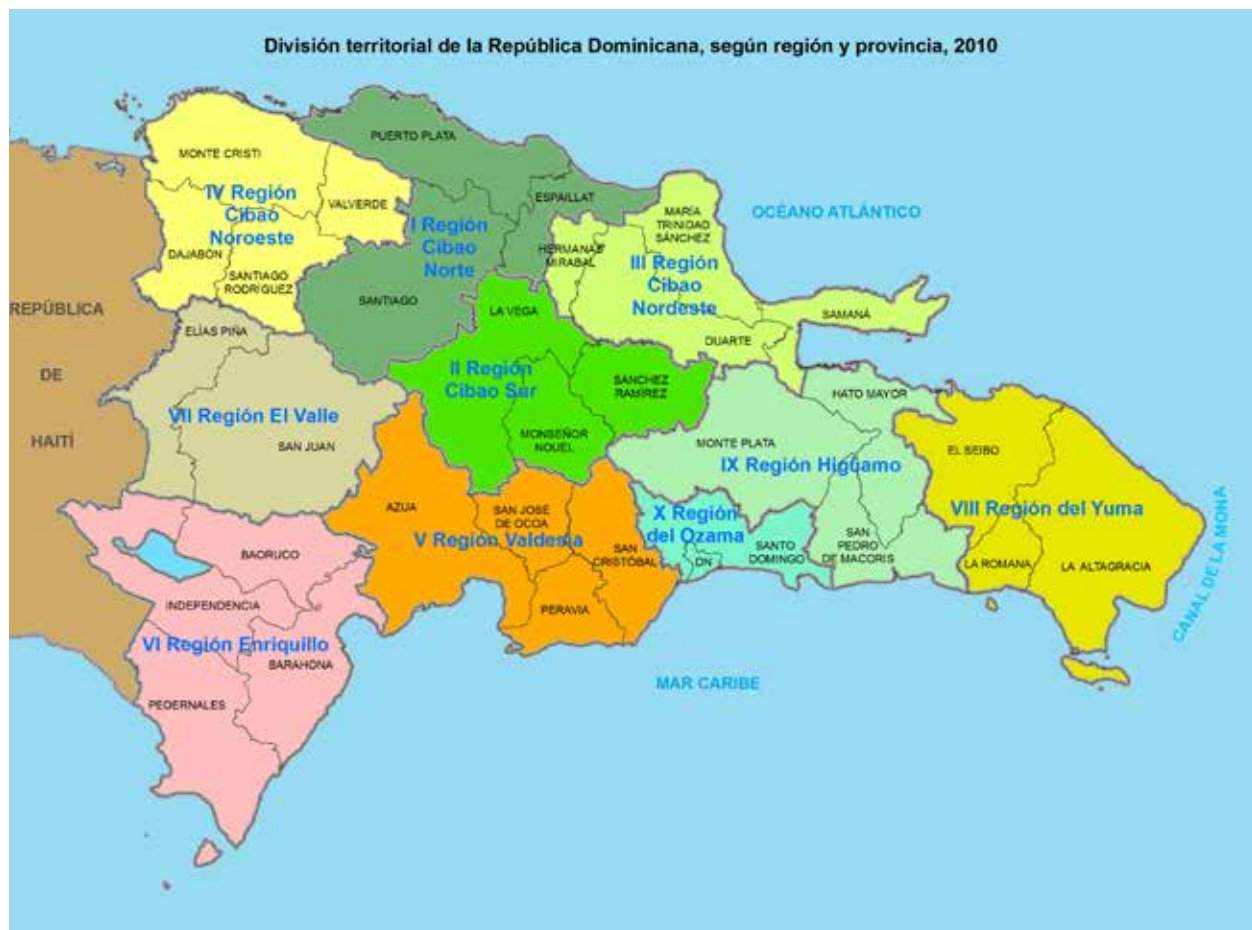 División territorial de la República Dominicana, según región y provincia, 2010
PUERTO PLATA
MONTE CRISTI
IV Región
Cibao
Noroeste
VALVERDE
ESPAILLAT
I Región
Cibao
Norte
MARÍA
TRINIDAD
SÁNCHEZ
OCÉANO ATLÁNTICO
HERMANAS
MIRABAL
DAJABÓN
SANTIAGO
RODRÍGUEZ
III Región
Cibao
Nordeste
SANTIAGO
REPÚBLICA
DE
HAITÍ
LA VEGA
SAMANÁ
ELÍAS PIÑA
DUARTE
II Región
Cibao Sur
SÁNCHEZ
RAMÍREZ
HATO MAYOR
VII Región El Valle
SAN JUAN
MONSEÑOR
NOUEL
MONTE PLATA
IX Región Higuamo
EL SEIBO
AZUA
SAN JOSÉ
DE OCOA
V Región Valdesia
X Región
del Ozama
VIII Región del Yuma
SAN
CRISTÓBAL
SANTO
DOMINGO
DN
SAN
PEDRO
DE MACORIS
LA ROMANA
LA ALTAGRACIA
CANAL DE LA MONA
BAORUCO
INDEPENDENCIA
PERAVIA
VI Región Enriquillo
BARAHONA
MAR CARIBE
PEDERNALES